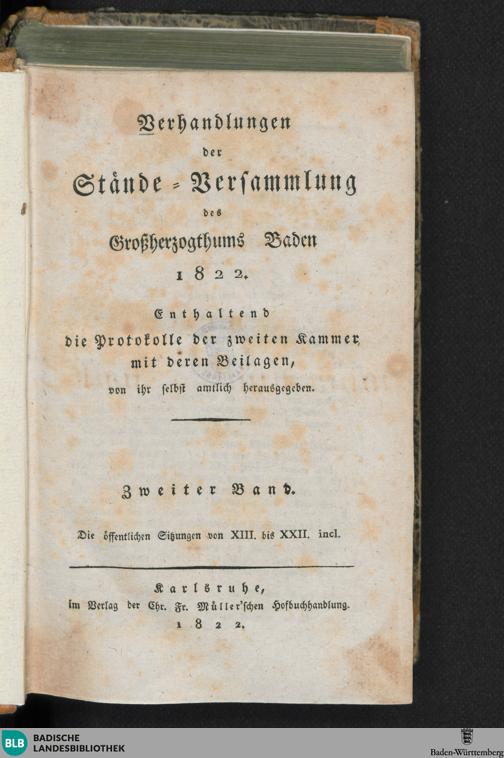 Verhandlungen
der
Stände-Versammlung
des
Großherzogthums Baden
1822.
Enthaltend
die Protokolle der zweiten Kammer
mit deren Beilagen,
von ihr selbst amtlich herausgegeben.
Zweiter Band.
Die öffentlichen Sitzungen von XIII. bis XXII. incl.
Karlsruhe,
im Verlag der Chr. Fr. Müller'schen Hofbuchhandlung.
1822.
BLB BADISCHE
LANDESBIBLIOTHEK
Baden-Württemberg